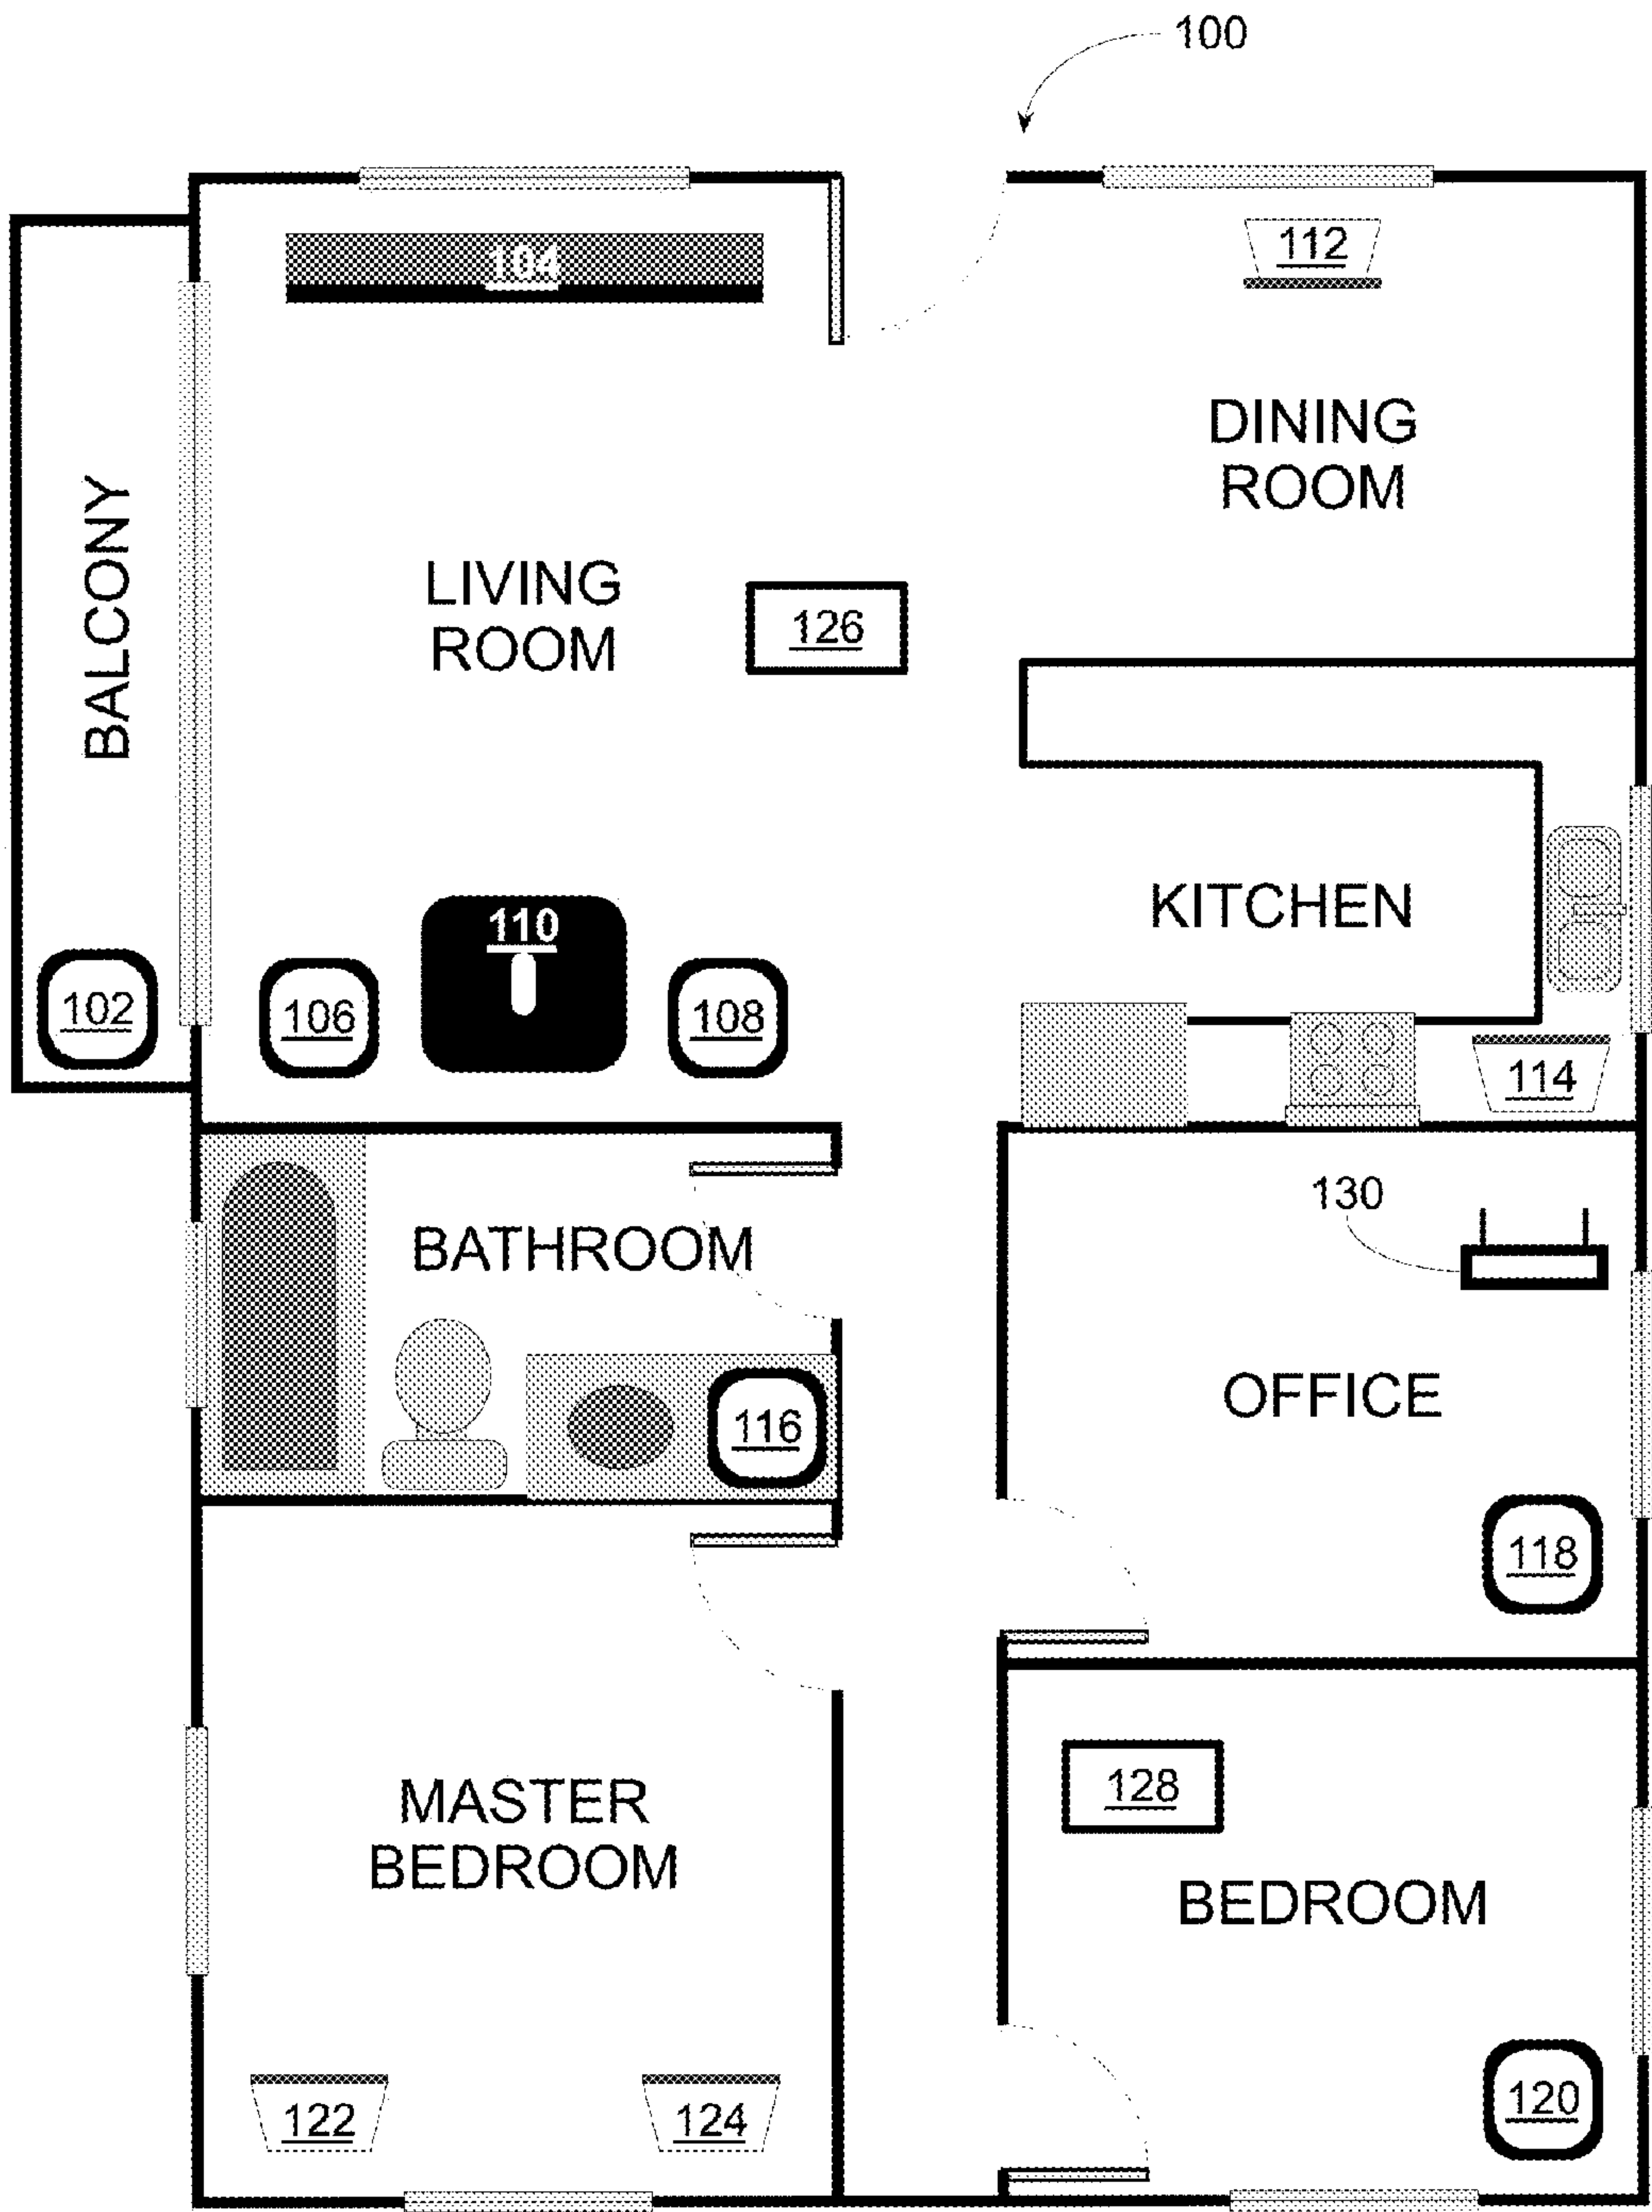 100
104
112
DINING
ROOM
BALCONY
LIVING
ROOM
126
KITCHEN
110
102
106
108
114
130
BATHROOM
OFFICE
116
118
128
MASTER
BEDROOM
BEDROOM
122
124
120